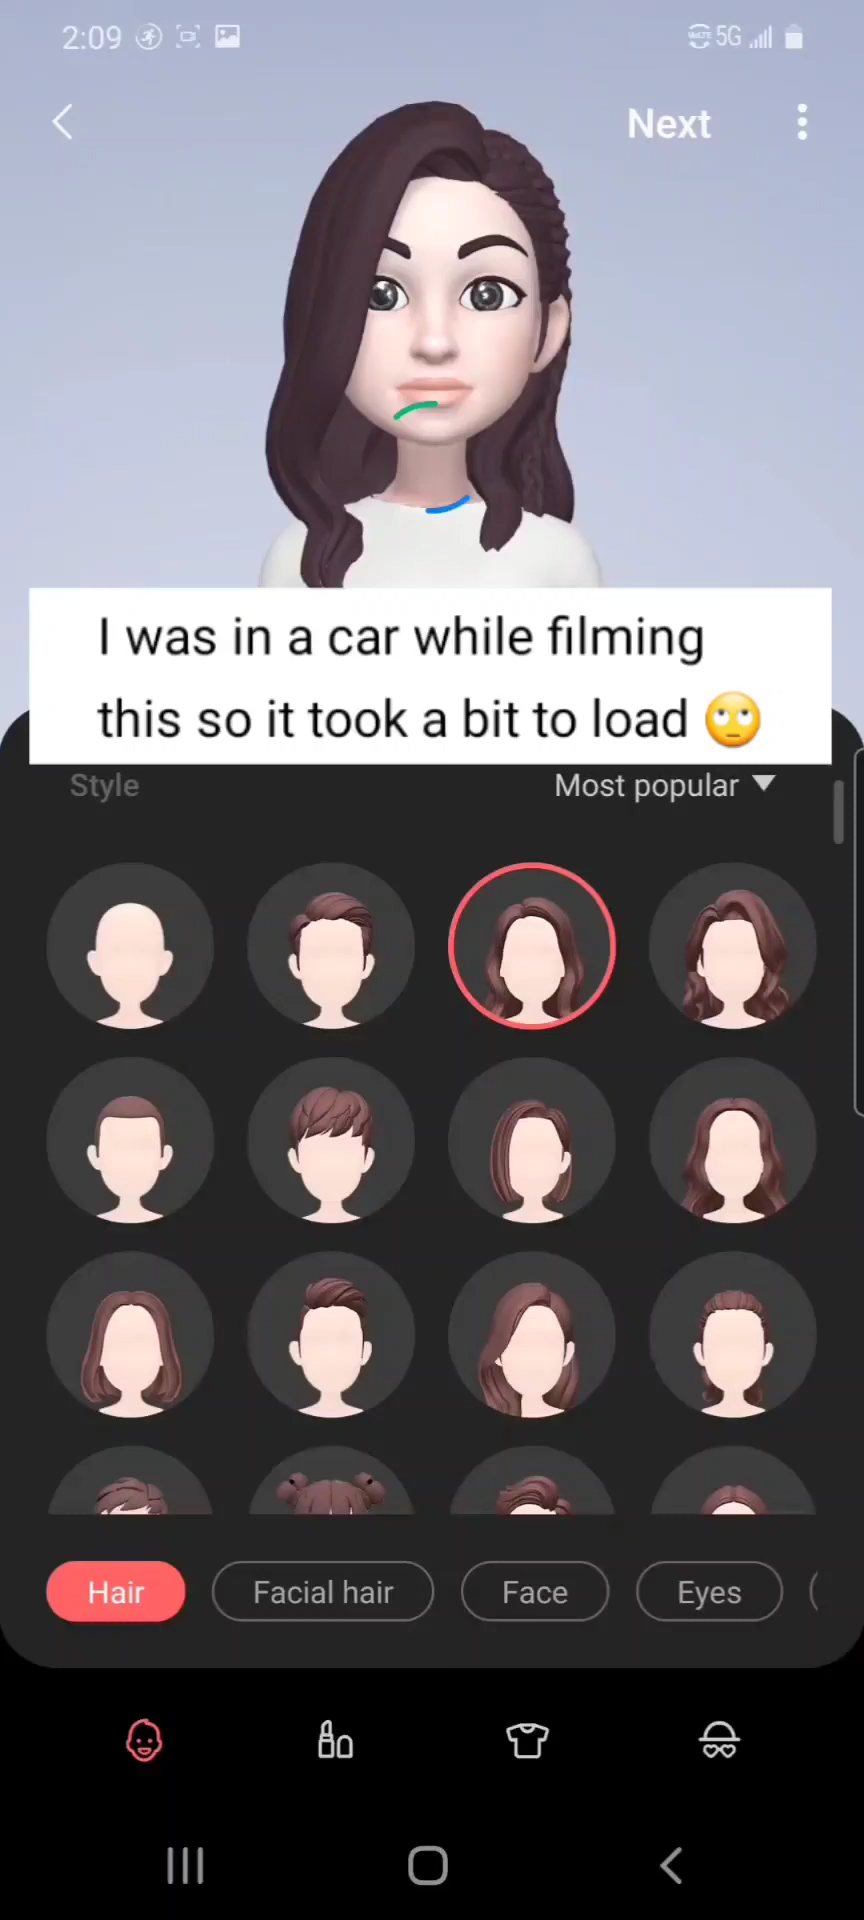 2:09 5G
Next
I was in a car while filming
this so it took a bit to load 🙄
Style Most popular
Hair Facial hair Face Eyes